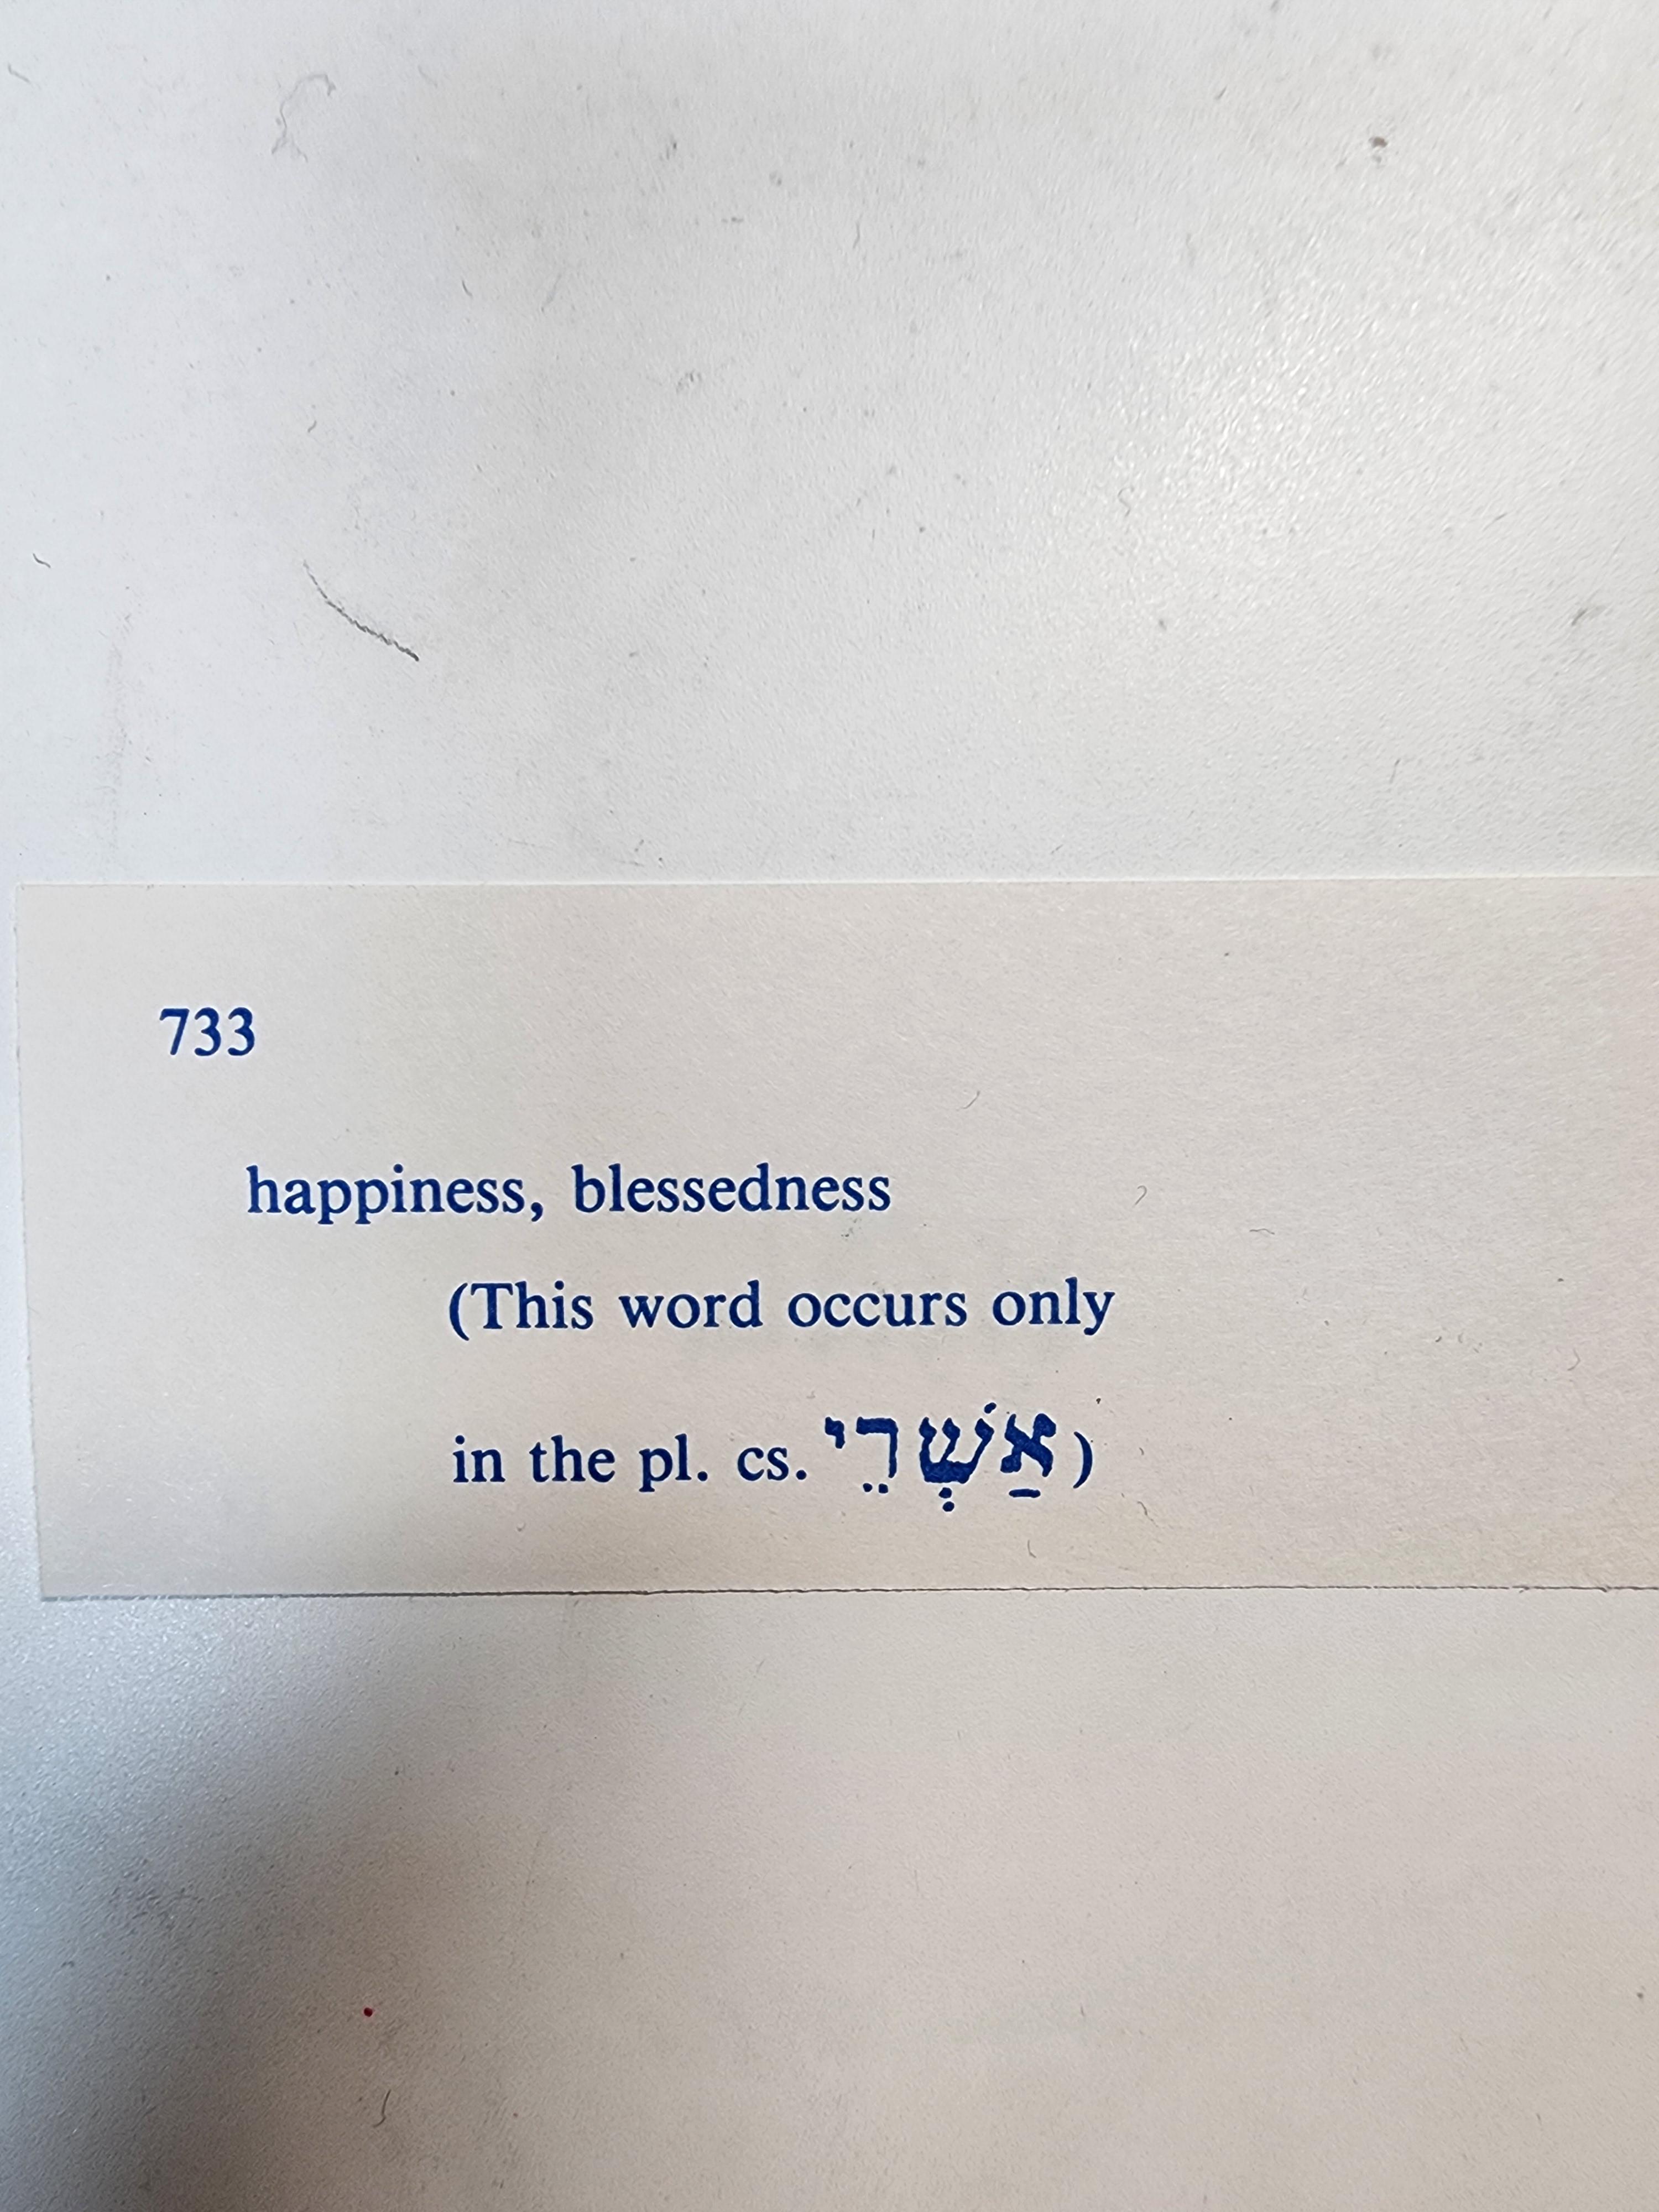 733
happiness, blessedness
(This word occurs only
in the pl. cs. אַשְׁרֵי)